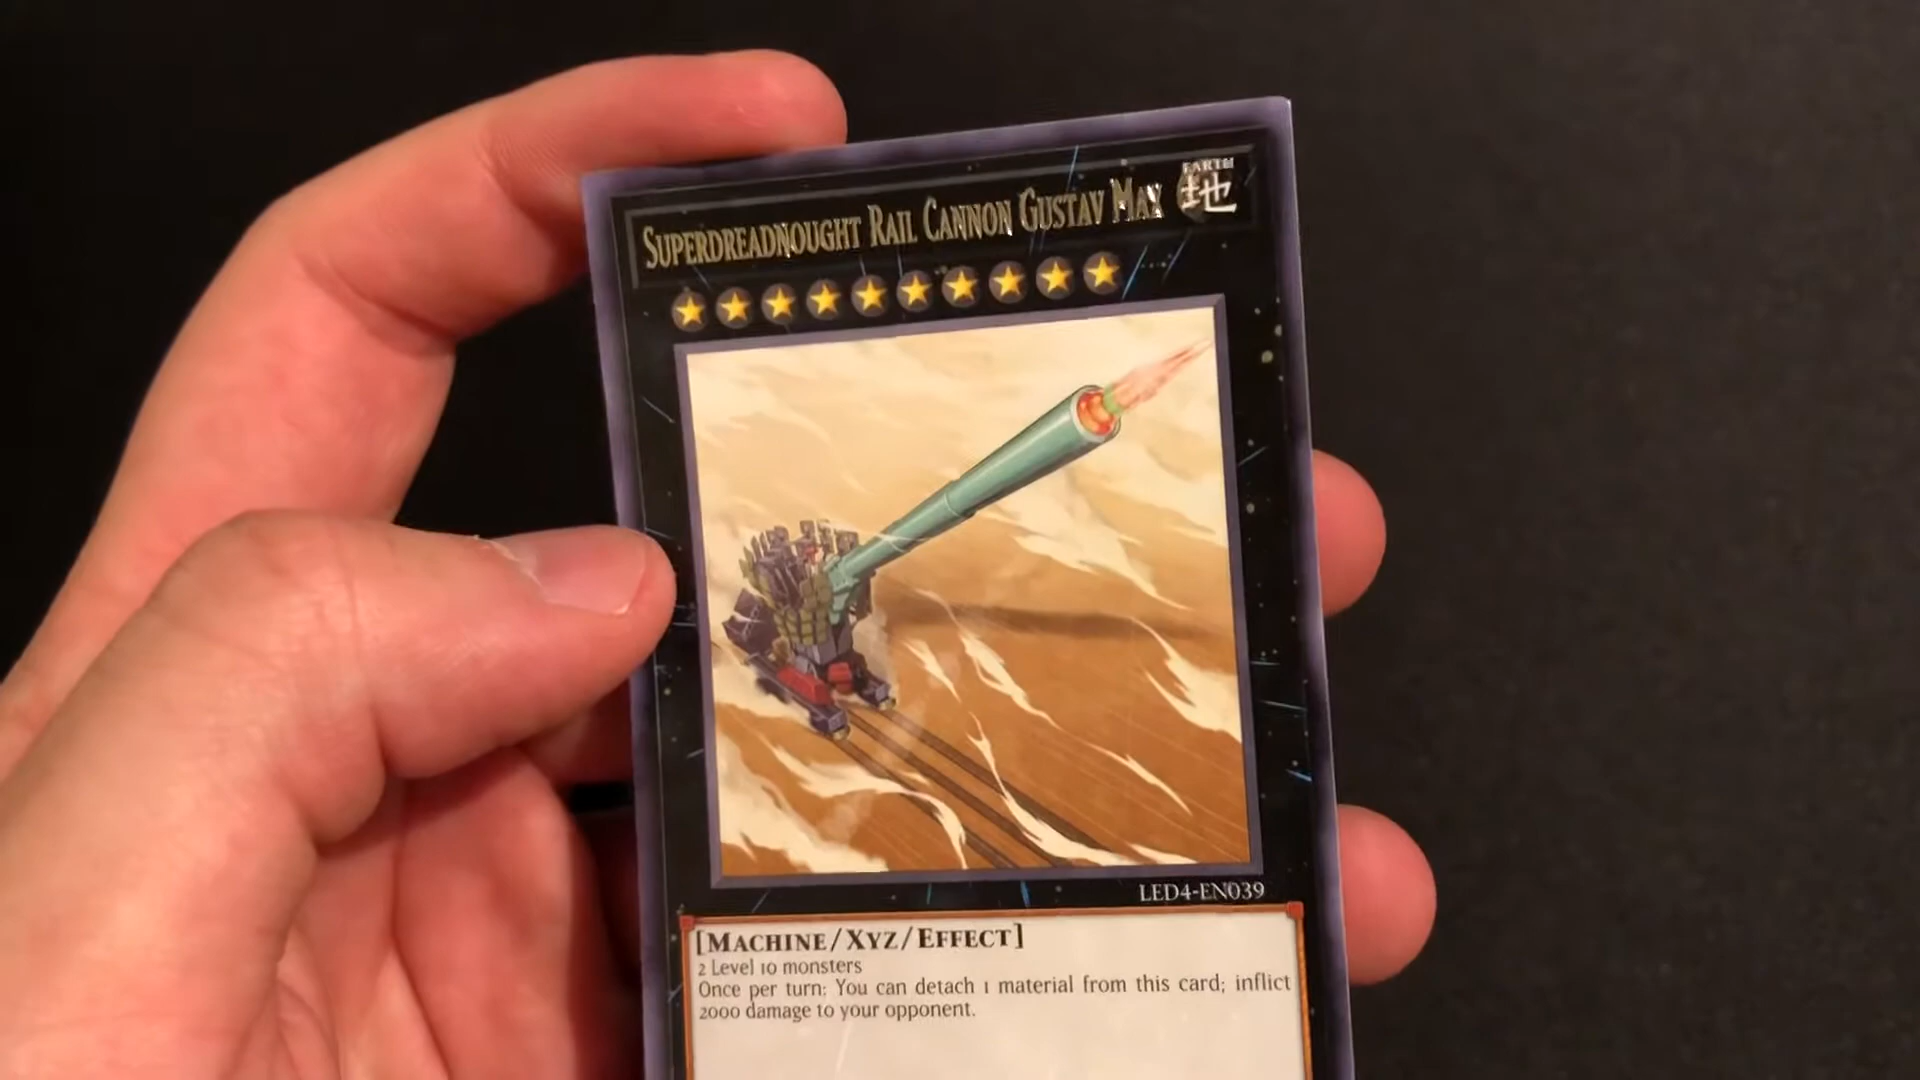 SUPERDREADNOUGHT RAIL CANNON GUSTAV MAX
EARTH
地
LED4-EN039
[MACHINE/XYZ/EFFECT]
2 Level 10 monsters
Once per turn: You can detach 1 material from this card; inflict
2000 damage to your opponent.